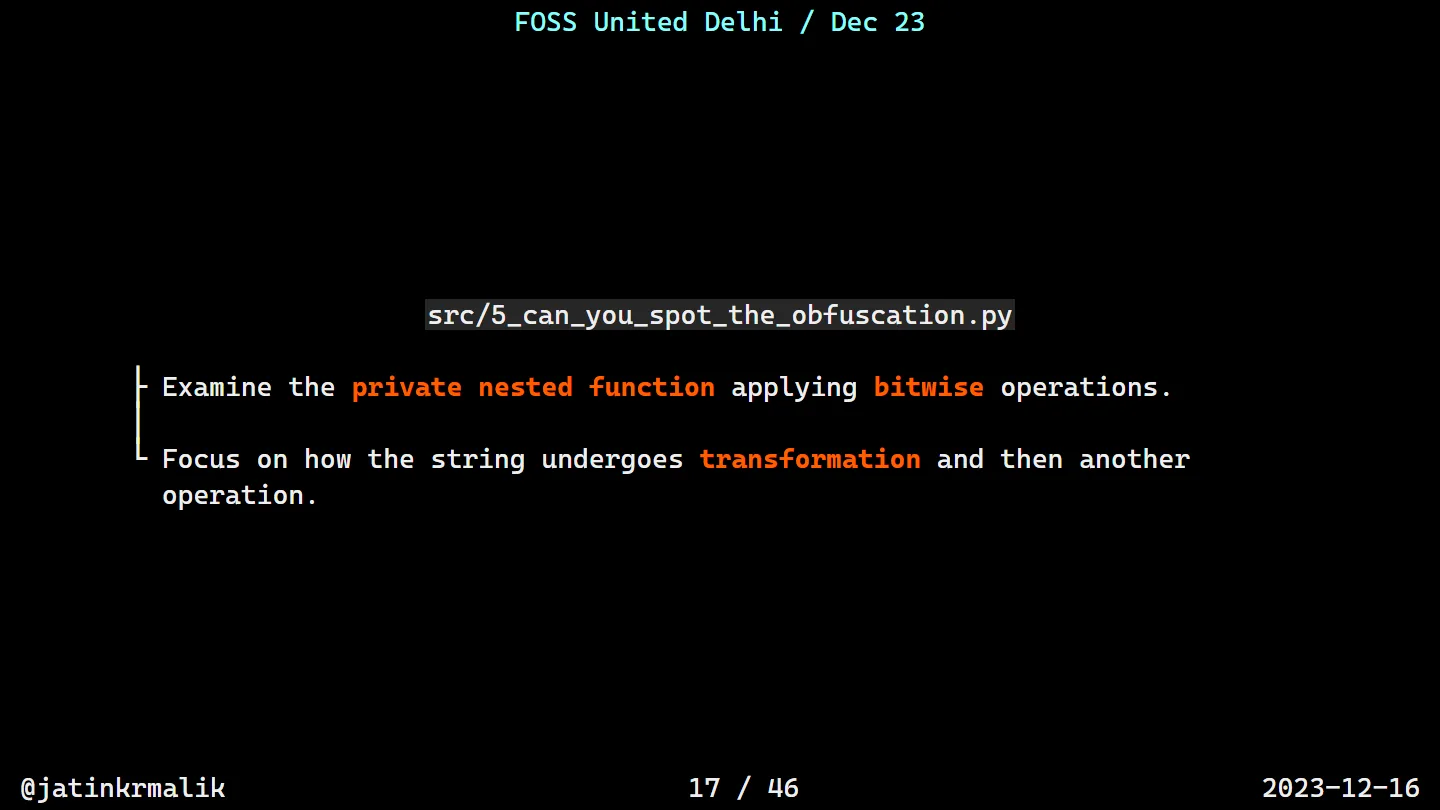 FOSS United Delhi / Dec 23
src/5_can_you_spot_the_obfuscation.py
Examine the private nested function applying bitwise operations.
Focus on how the string undergoes transformation and then another
operation.
@jatinkrmalik
17 / 46
2023-12-16